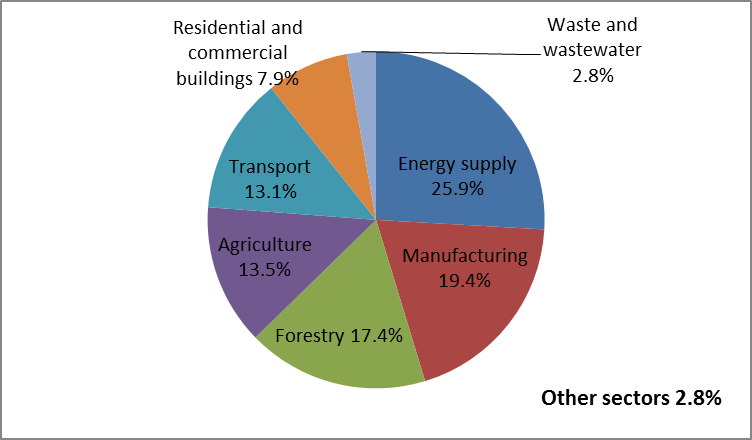 Residential and
commercial
buildings 7.9%
Waste and
wastewater
2.8%
Energy supply
25.9%
Transport
13.1%
Agriculture
13.5%
Manufacturing
19.4%
Forestry 17.4%
Other sectors 2.8%